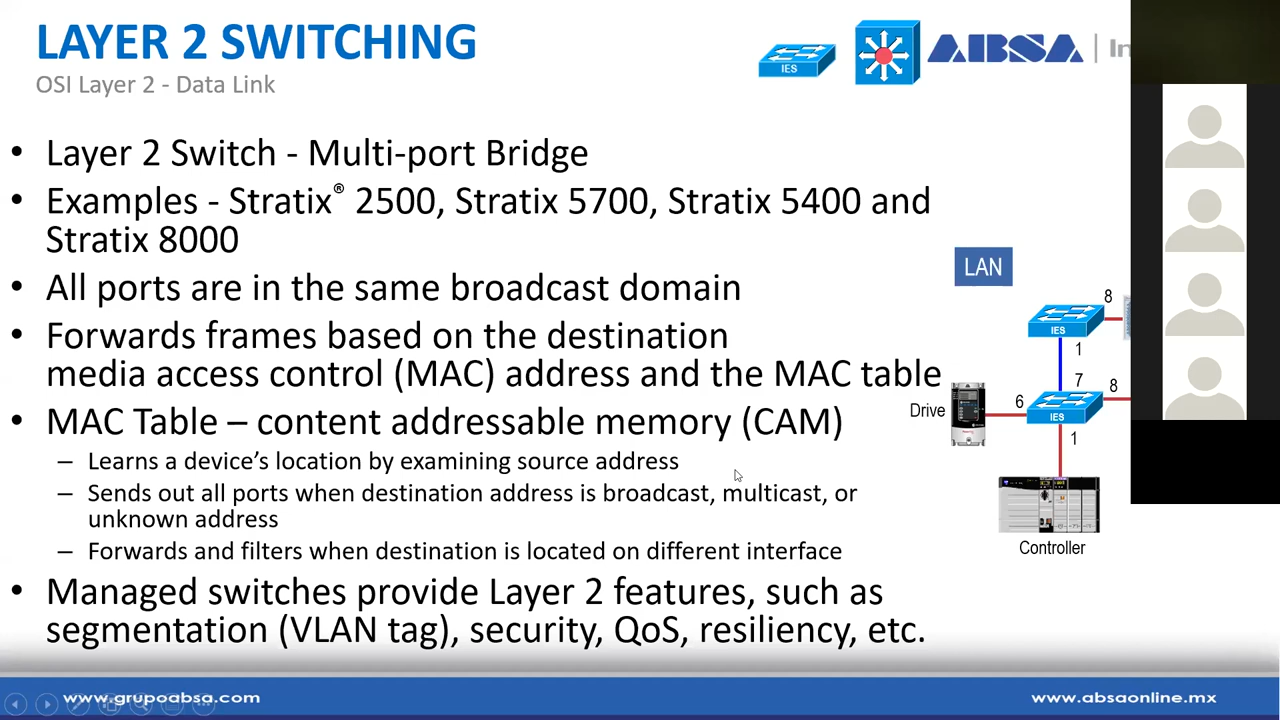 LAYER 2 SWITCHING
OSI Layer 2 - Data Link
IES
ABSA
• Layer 2 Switch - Multi-port Bridge
• Examples - Stratix® 2500, Stratix 5700, Stratix 5400 and
Stratix 8000
• All ports are in the same broadcast domain
• Forwards frames based on the destination
media access control (MAC) address and the MAC table
• MAC Table – content addressable memory (CAM)
– Learns a device's location by examining source address
– Sends out all ports when destination address is broadcast, multicast, or
unknown address
– Forwards and filters when destination is located on different interface
• Managed switches provide Layer 2 features, such as
segmentation (VLAN tag), security, QoS, resiliency, etc.
LAN
8
IES
1
7
8
6
IES
Drive
1
Controller
www.grupoabsa.com
www.absaonline.mx